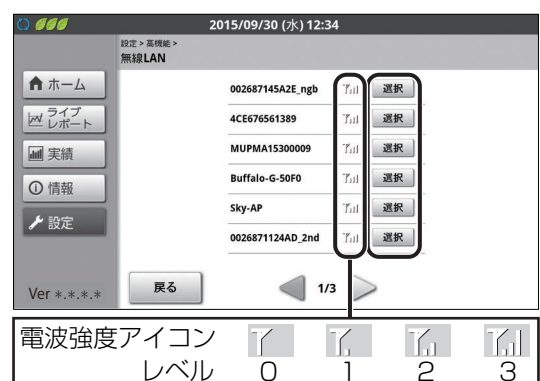 2015/09/30 (水) 12:34
設定 > 高機能 >
無線LAN
ホーム
ライブ
レポート
実績
情報
設定
Ver *.*.*.*
002687145A2E_ngb 選択
4CE676561389 選択
MUPMA15300009 選択
Buffalo-G-50F0 選択
Sky-AP 選択
0026871124AD_2nd 選択
戻る 1/3
電波強度アイコン
レベル 0 1 2 3